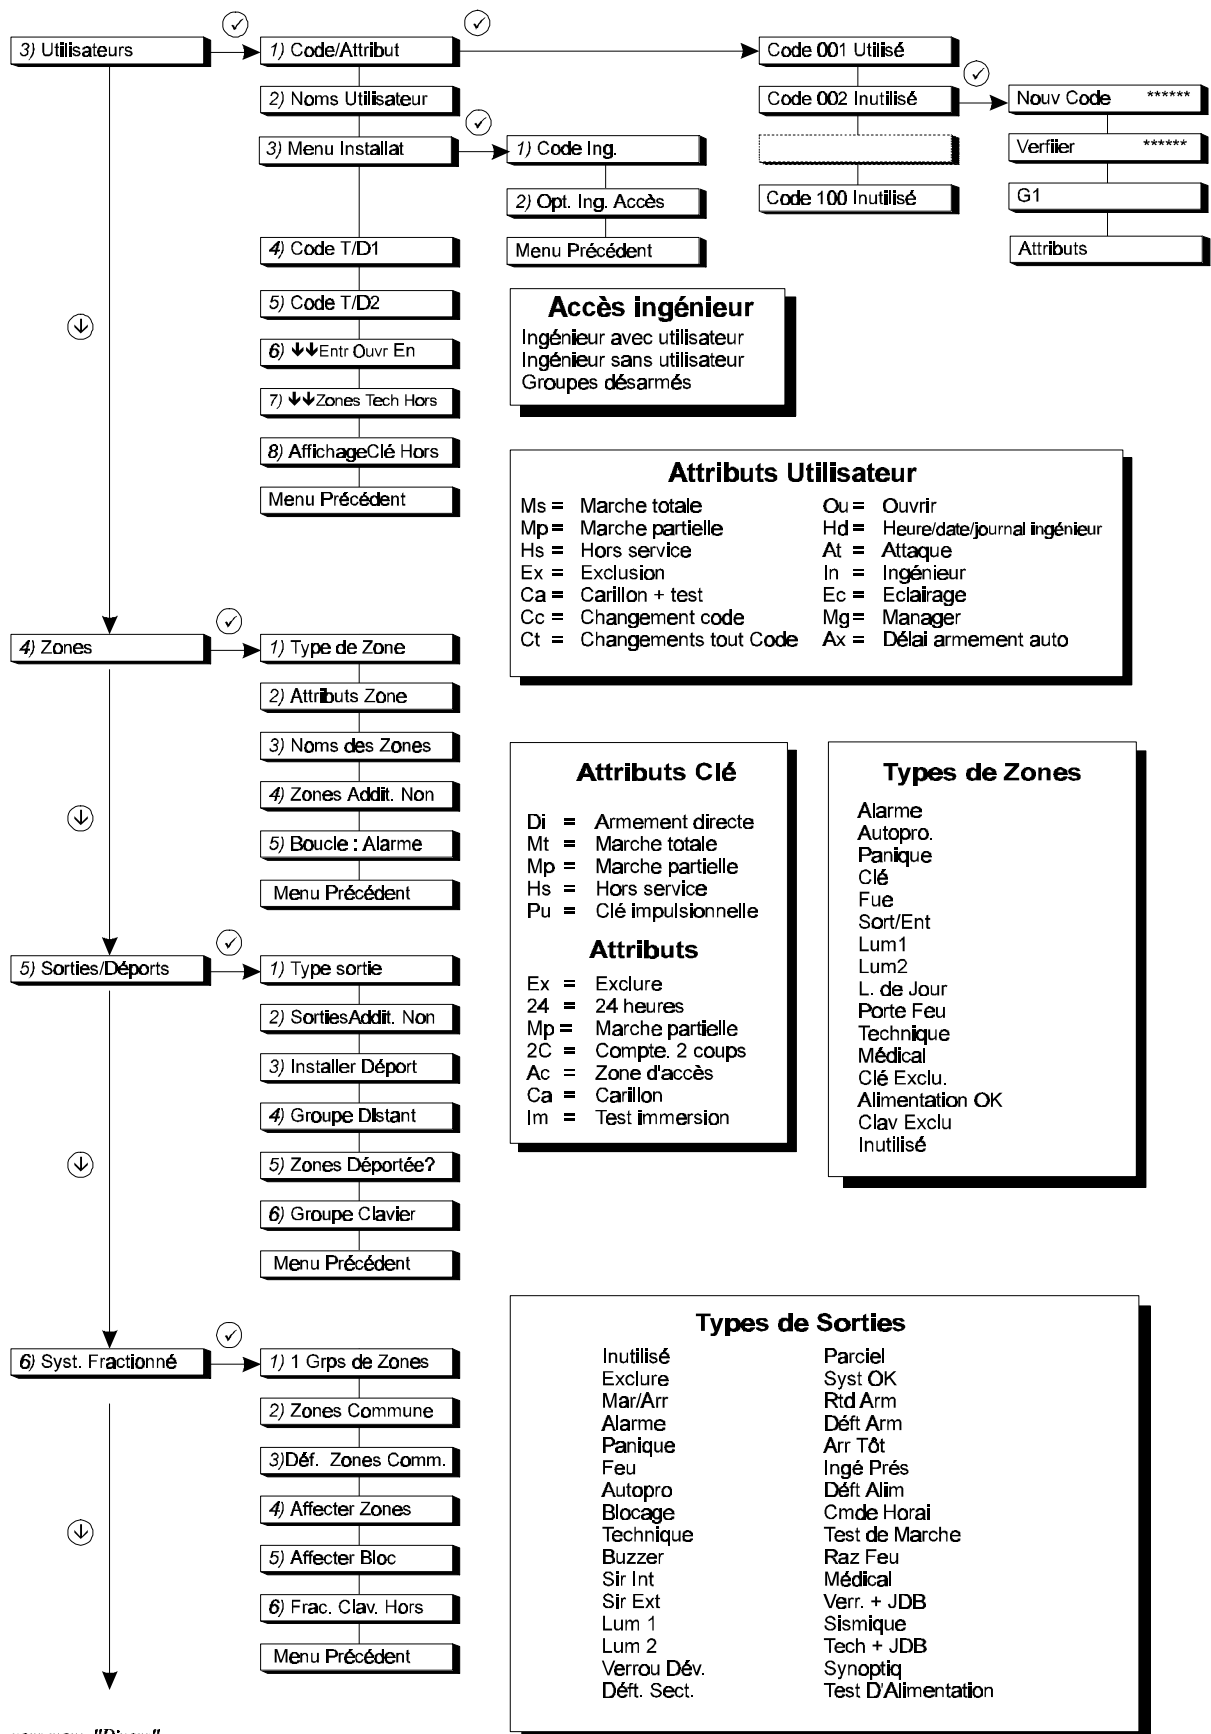 3) Utilisateurs
1) Code/Attribut
Code 001 Utilisé
2) Noms Utilisateur
Code 002 Inutilisé
Nouv Code ******
3) Menu Installat
1) Code Ing.
Verfiier ******
2) Opt. Ing. Accès
Code 100 Inutilisé
G1
4) Code T/D1
Menu Précédent
Attributs
5) Code T/D2
6) ↓↓Entr Ouvr En
7) ↓↓Zones Tech Hors
8) AffichageClé Hors
Menu Précédent
Accès ingénieur
Ingénieur avec utilisateur
Ingénieur sans utilisateur
Groupes désarmés
Attributs Utilisateur
Ms = Marche totale
Mp = Marche partielle
Hs = Hors service
Ex = Exclusion
Ca = Carillon + test
Cc = Changement code
Ct = Changements tout Code
Ou = Ouvrir
Hd = Heure/date/journal ingénieur
At = Attaque
In = Ingénieur
Ec = Eclairage
Mg = Manager
Ax = Délai armement auto
4) Zones
1) Type de Zone
2) Attributs Zone
3) Noms des Zones
4) Zones Addit. Non
5) Boucle : Alarme
Menu Précédent
Attributs Clé
Di = Armement directe
Mt = Marche totale
Mp = Marche partielle
Hs = Hors service
Pu = Clé impulsionnelle
Attributs
Ex = Exclure
24 = 24 heures
Mp = Marche partielle
2C = Compte. 2 coups
Ac = Zone d'accès
Ca = Carillon
Im = Test immersion
Types de Zones
Alarme
Autopro.
Panique
Clé
Fue
Sort/Ent
Lum1
Lum2
L. de Jour
Porte Feu
Technique
Médical
Clé Exclu.
Alimentation OK
Clav Exclu
Inutilisé
5) Sorties/Déports
1) Type sortie
2) SortiesAddit. Non
3) Installer Déport
4) Groupe Distant
5) Zones Déportée?
6) Groupe Clavier
Menu Précédent
6) Syst. Fractionné
1) 1 Grps de Zones
2) Zones Commune
3)Déf. Zones Comm.
4) Affecter Zones
5) Affecter Bloc
6) Frac. Clav. Hors
Menu Précédent
Types de Sorties
Inutilisé
Exclure
Mar/Arr
Alarme
Panique
Feu
Autopro
Blocage
Technique
Buzzer
Sir Int
Sir Ext
Lum 1
Lum 2
Verrou Dév.
Déft. Sect.
Parciel
Syst OK
Rtd Arm
Déft Arm
Arr Tôt
Ingé Prés
Déft Alim
Cmde Horai
Test de Marche
Raz Feu
Médical
Verr. + JDB
Sismique
Tech + JDB
Synoptiq
Test D'Alimentation